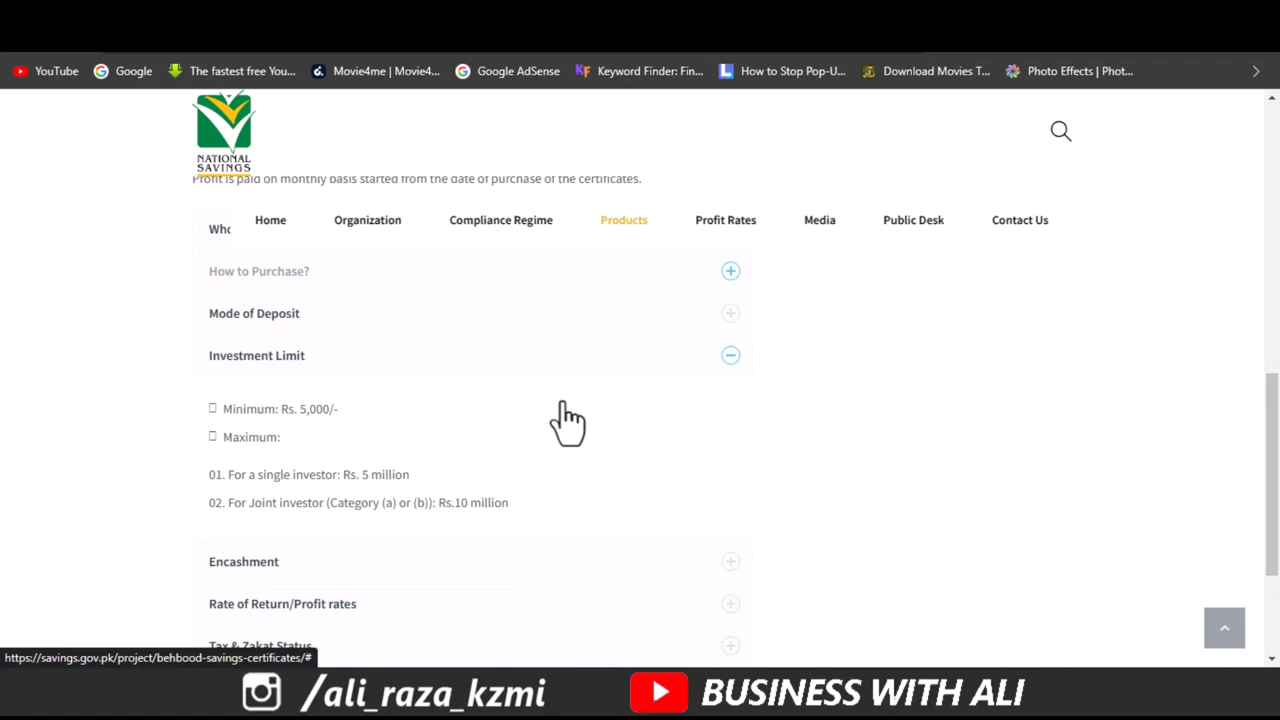 YouTube
Google
The fastest free You...
Movie4me | Movie4...
Google AdSense
Keyword Finder: Fin...
How to Stop Pop-U...
Download Movies T...
Photo Effects | Phot...
NATIONAL
SAVINGS
Profit is paid on monthly basis started from the date of purchase of the certificates.
Home
Organization
Compliance Regime
Products
Profit Rates
Media
Public Desk
Contact Us
Who
How to Purchase?
Mode of Deposit
Investment Limit
Minimum: Rs. 5,000/-
Maximum:
01. For a single investor: Rs. 5 million
02. For Joint investor (Category (a) or (b)): Rs.10 million
Encashment
Rate of Return/Profit rates
Tax & Zakat Status
https://savings.gov.pk/project/behbood-savings-certificates/#
/ali_raza_kzmi
BUSINESS WITH ALI